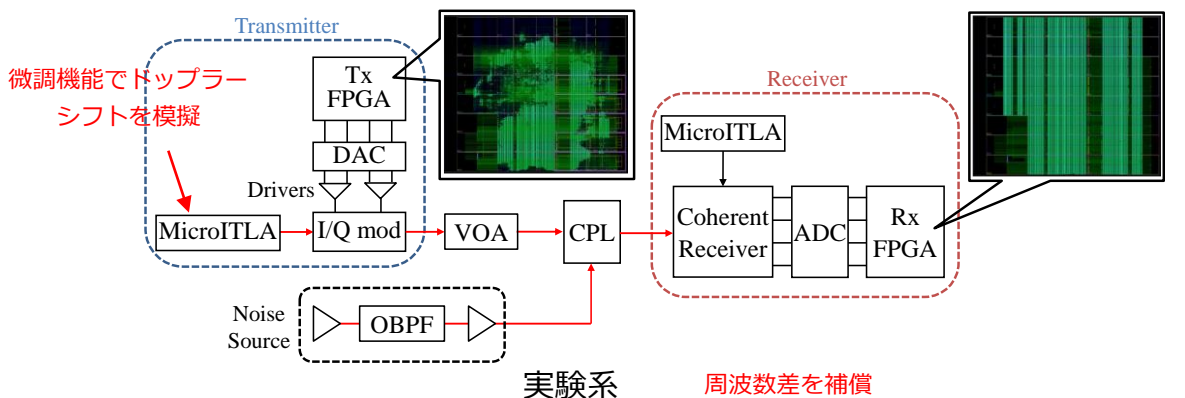 Transmitter
微調機能でドップラー
シフトを模擬
Tx
FPGA
DAC
Drivers
MicroITLA
I/Q mod
VOA
CPL
Receiver
MicroITLA
Coherent
Receiver
ADC
Rx
FPGA
Noise
Source
OBPF
実験系
周波数差を補償